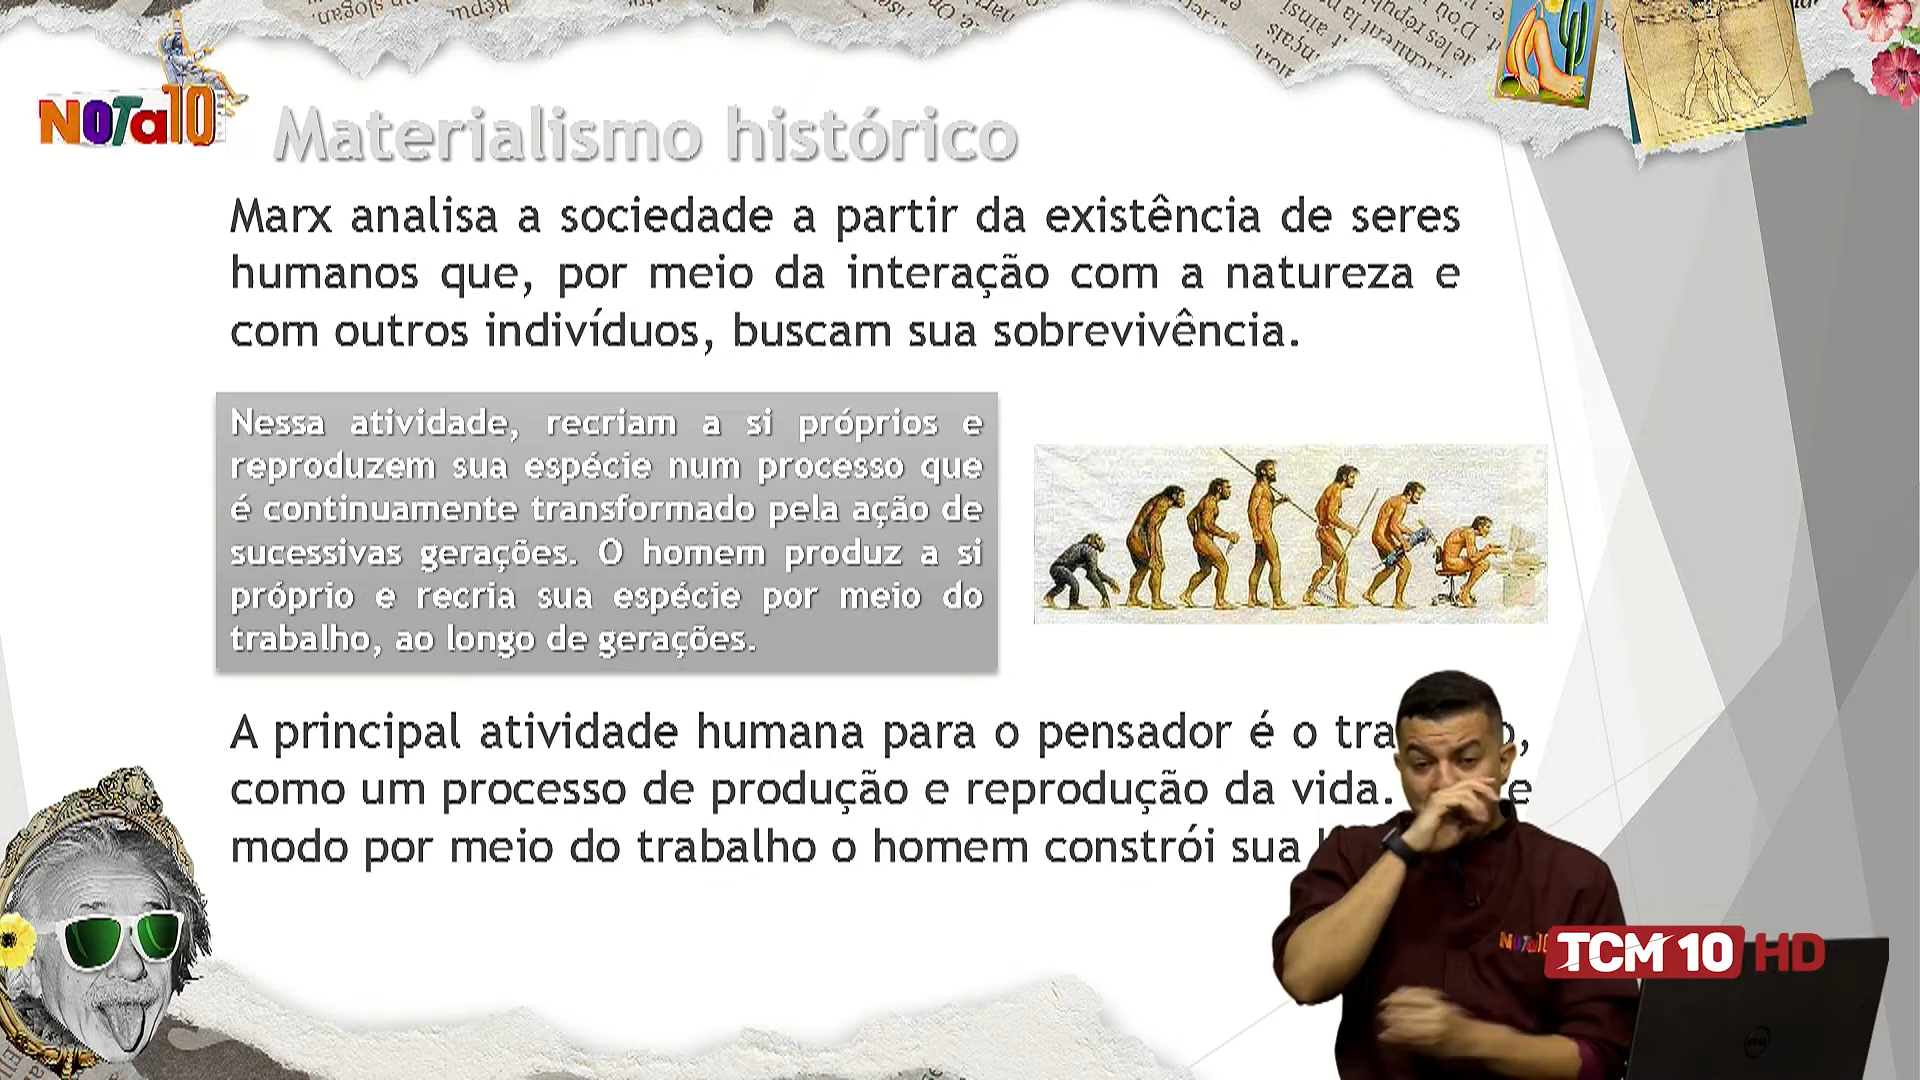 NOTa10
Materialismo histórico
Marx analisa a sociedade a partir da existência de seres
humanos que, por meio da interação com a natureza e
com outros indivíduos, buscam sua sobrevivência.
Nessa atividade, recriam a si próprios e
reproduzem sua espécie num processo que
é continuamente transformado pela ação de
sucessivas gerações. O homem produz a si
próprio e recria sua espécie por meio do
trabalho, ao longo de gerações.
A principal atividade humana para o pensador é o
como um processo de produção e reprodução da vida.
modo por meio do trabalho o homem constrói sua
TCM 10 HD